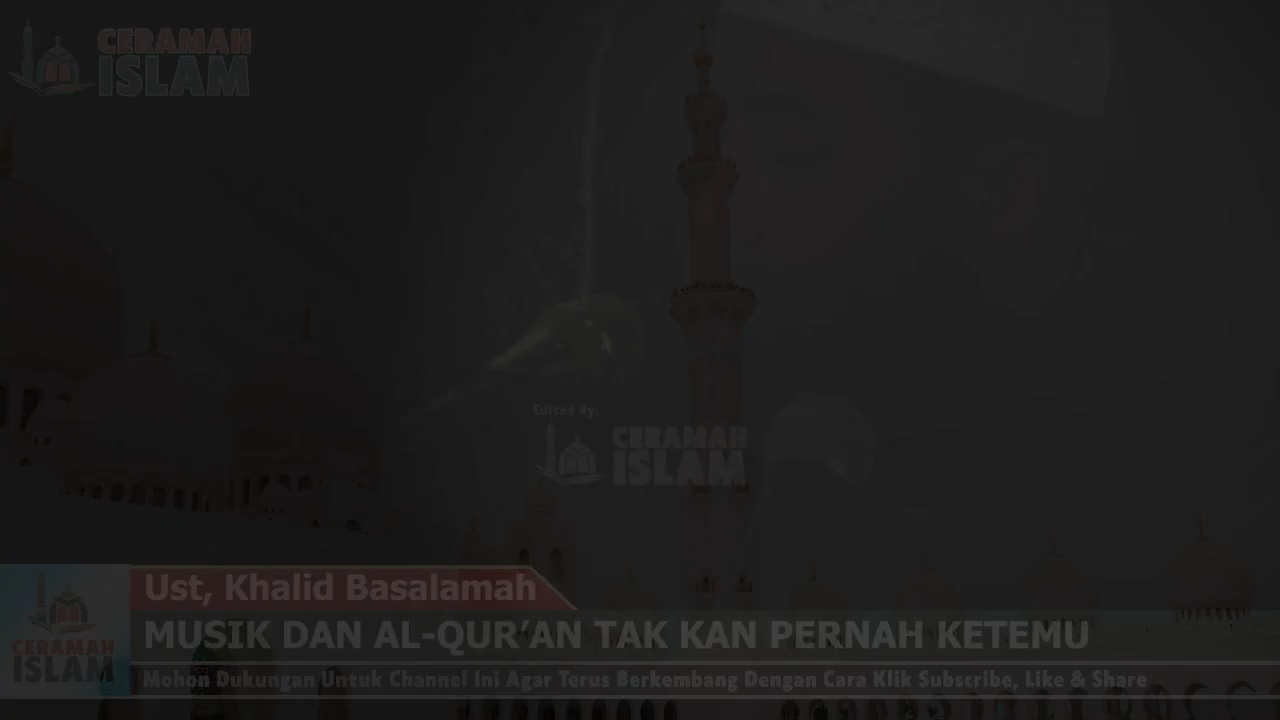 CERAMAH
ISLAM
Edited By:
CERAMAH
ISLAM
Ust, Khalid Basalamah
MUSIK DAN AL-QUR’AN TAK KAN PERNAH KETEMU
CERAMAH
ISLAM
Mohon Dukungan Untuk Channel Ini Agar Terus Berkembang Dengan Cara Klik Subscribe, Like & Share